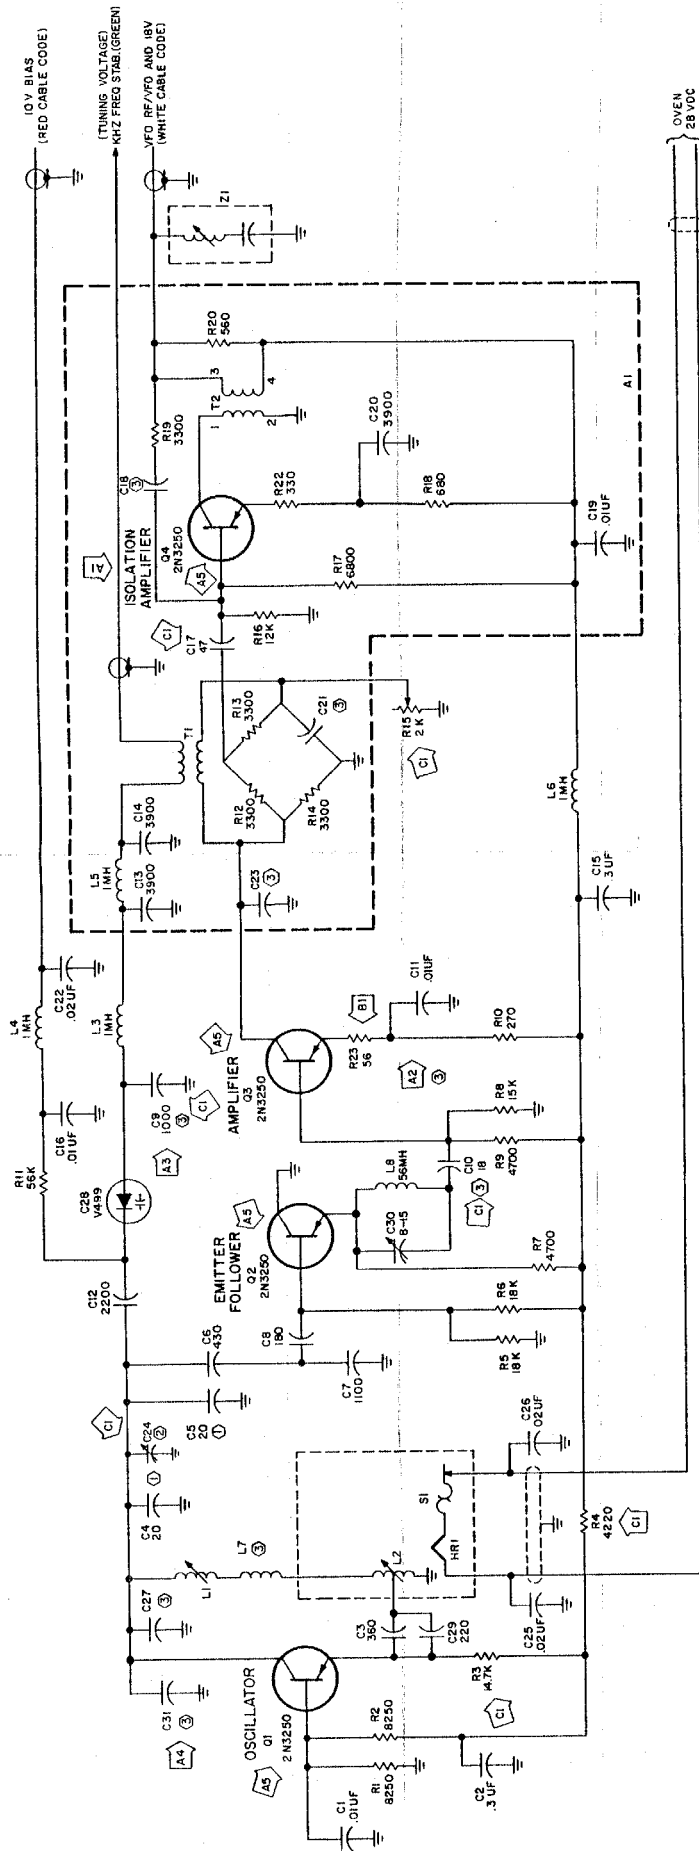 10V BIAS
(RED CABLE CODE)
(TUNING VOLTAGE)
KHZ FREQ STAB.(GREEN)
VFO RF/VFO AND 18V
(WHITE CABLE CODE)
OVEN
28 VDC
Z1
A1
R20
560
3
4
T2
1
2
R19
3300
C18
3
C20
3900
R22
330
R18
680
ISOLATION
AMPLIFIER
Q4
2N3250
A5
R17
6800
C19
.01UF
C1
C17
47
R16
12K
T1
R13
3300
C21
3
R12
3300
R14
3300
R15
2K
C1
L6
1MH
C14
3900
L5
1MH
C13
3900
C23
3
C15
.3UF
L4
1MH
C22
.02UF
L3
1MH
C16
.01UF
C9
1000
3
C1
A3
R11
56K
C28
V499
C12
2200
AMPLIFIER
Q3
2N3250
A5
B1
R23
56
A2
3
C11
.01UF
R10
270
R8
15K
R9
4700
L8
56MH
C10
18
3
C1
C30
8-15
EMITTER
FOLLOWER
Q2
2N3250
A5
R7
4700
R6
18K
R5
18K
C6
430
C8
180
C7
1100
C5
20
1
C1
C24
2
1
C4
20
C27
3
C31
3
A4
L1
L7
3
L2
S1
HR1
C26
.02UF
C25
.02UF
R4
4220
C1
C3
360
C29
220
R3
14.7K
C1
OSCILLATOR
Q1
2N3250
A5
R2
8250
R1
8250
C2
.3UF
C1
.01UF